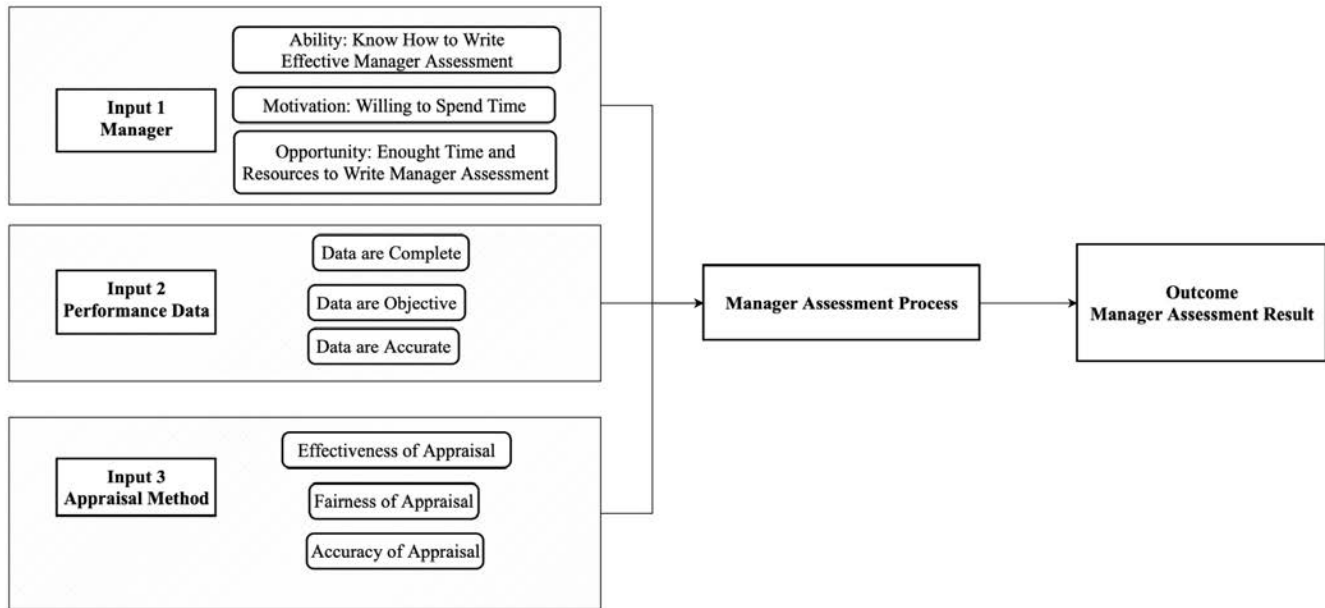 Input 1
Manager
Ability: Know How to Write
Effective Manager Assessment
Motivation: Willing to Spend Time
Opportunity: Enought Time and
Resources to Write Manager Assessment
Input 2
Performance Data
Data are Complete
Data are Objective
Data are Accurate
Input 3
Appraisal Method
Effectiveness of Appraisal
Fairness of Appraisal
Accuracy of Appraisal
Manager Assessment Process
Outcome
Manager Assessment Result